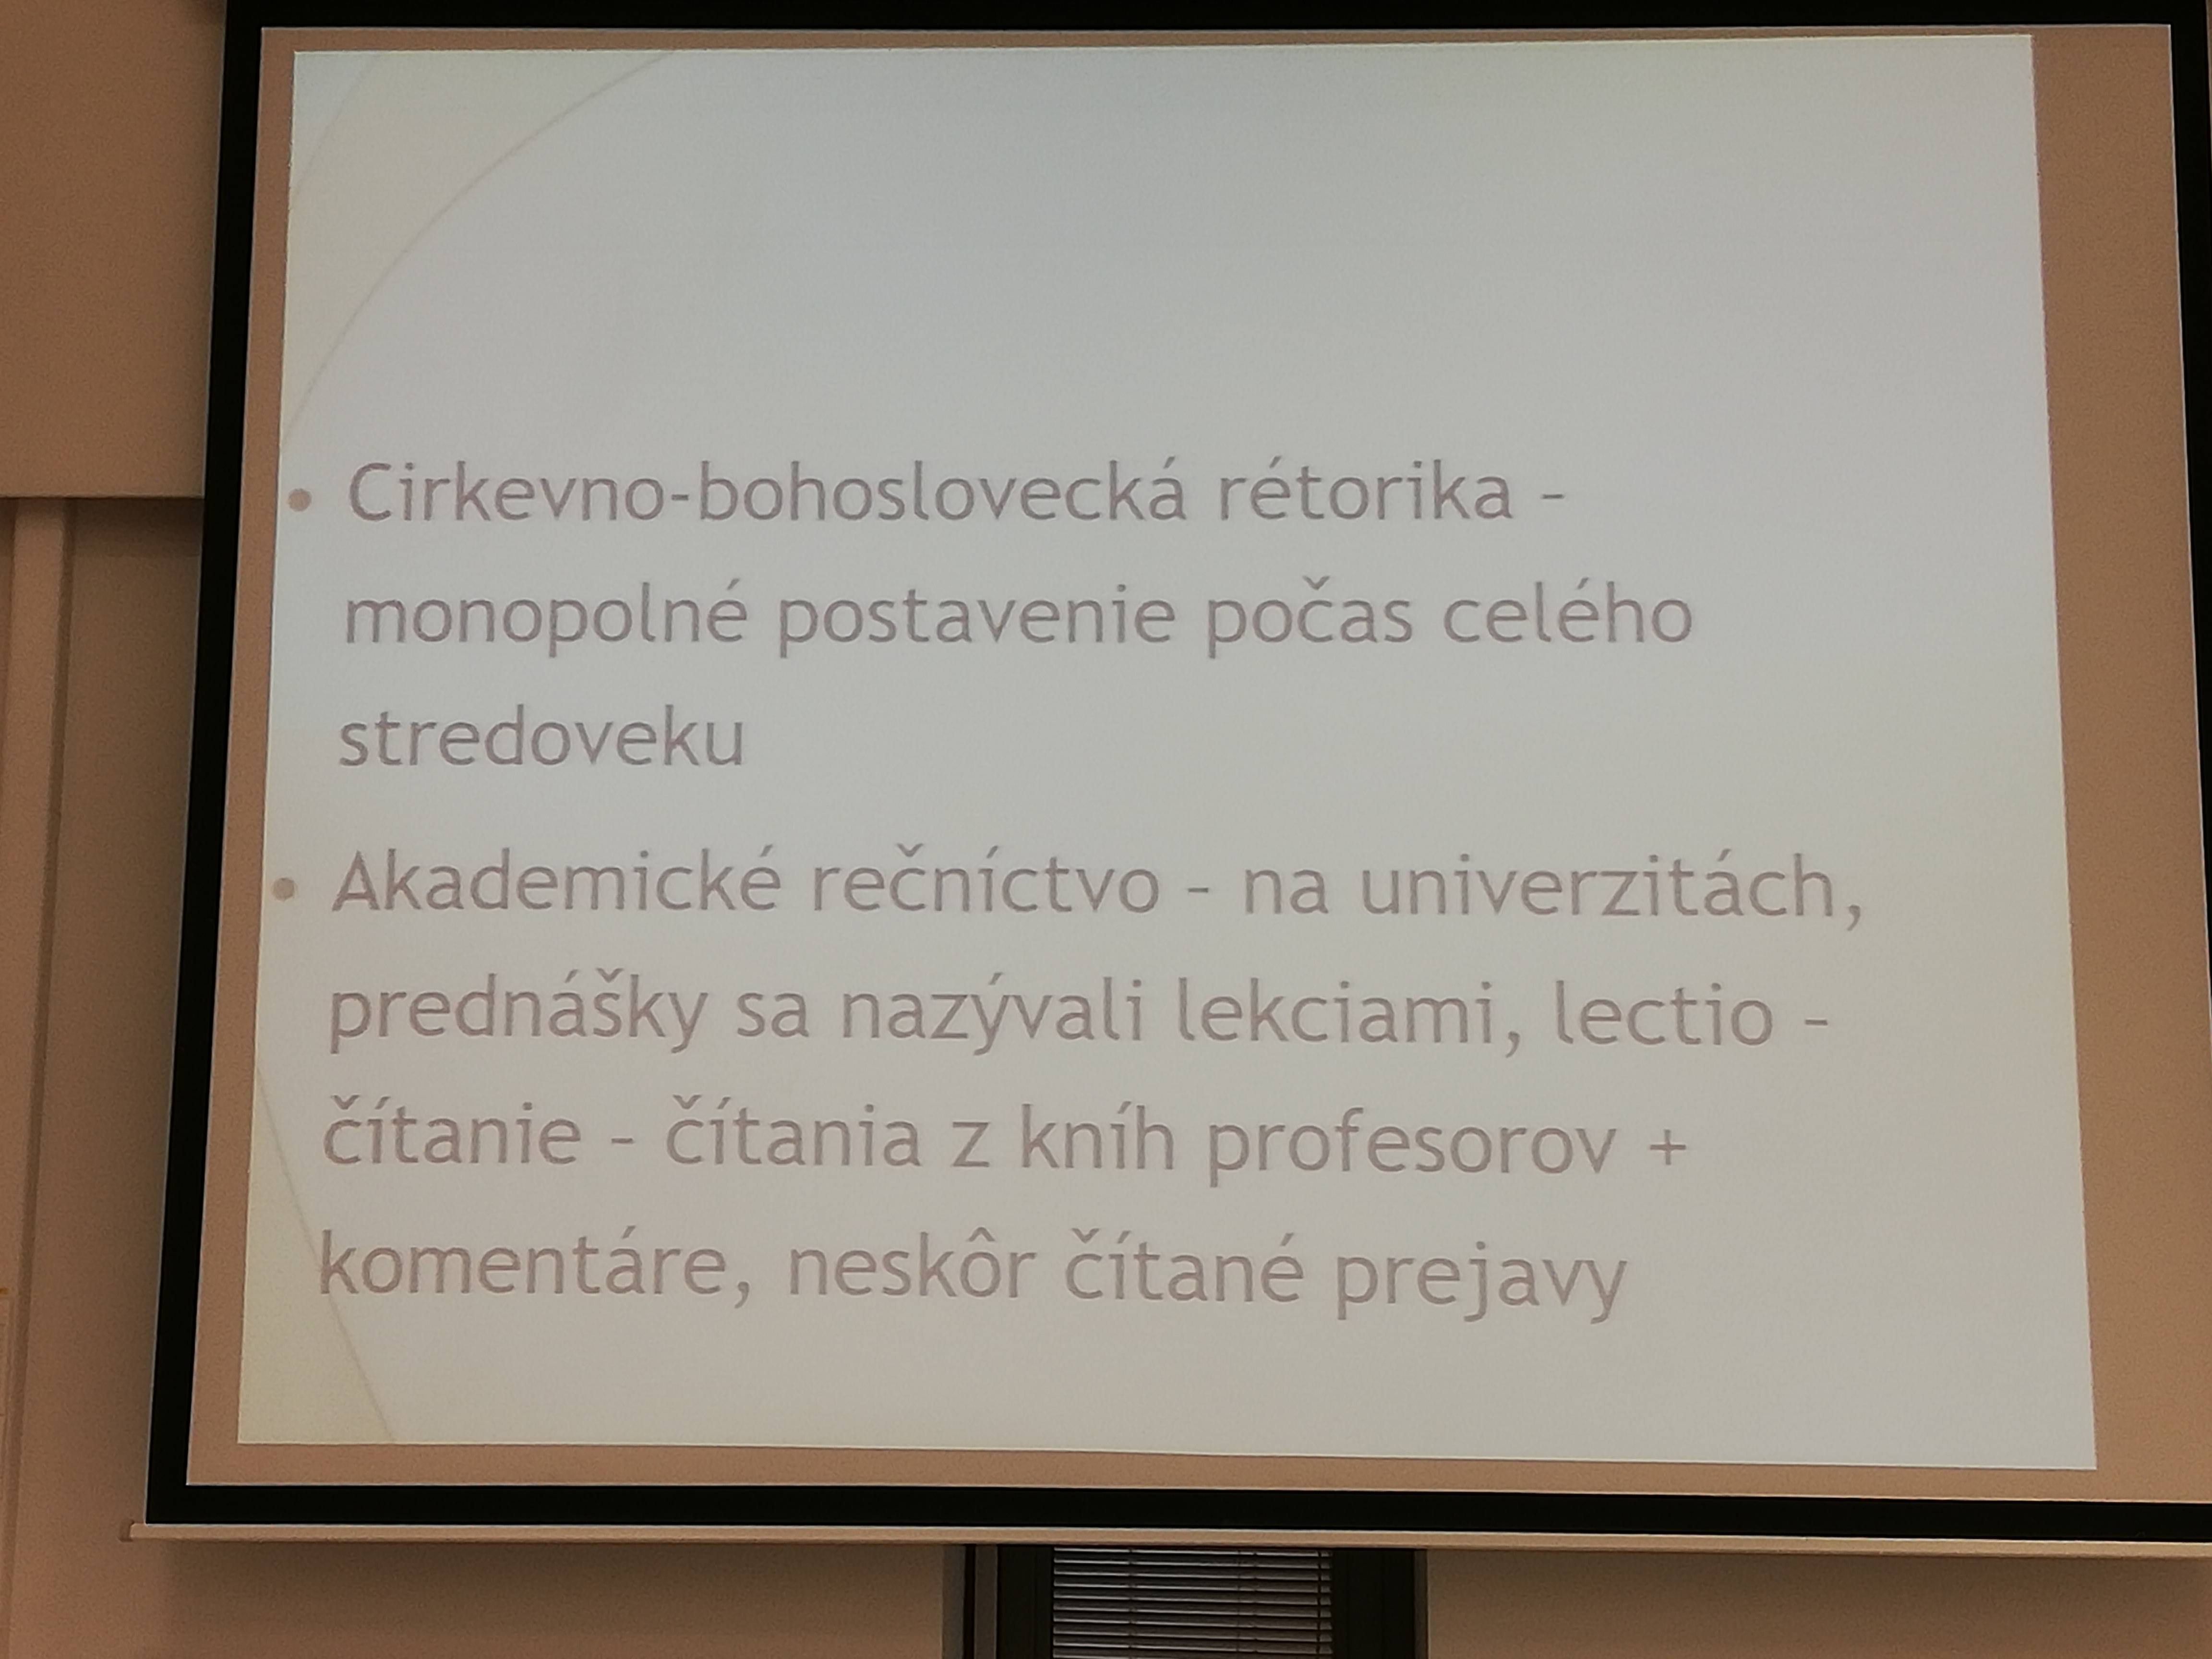 • Cirkevno-bohoslovecká rétorika -
monopolné postavenie počas celého
stredoveku
• Akademické rečníctvo - na univerzitách,
prednášky sa nazývali lekciami, lectio -
čítanie - čítania z kníh profesorov +
komentáre, neskôr čítané prejavy